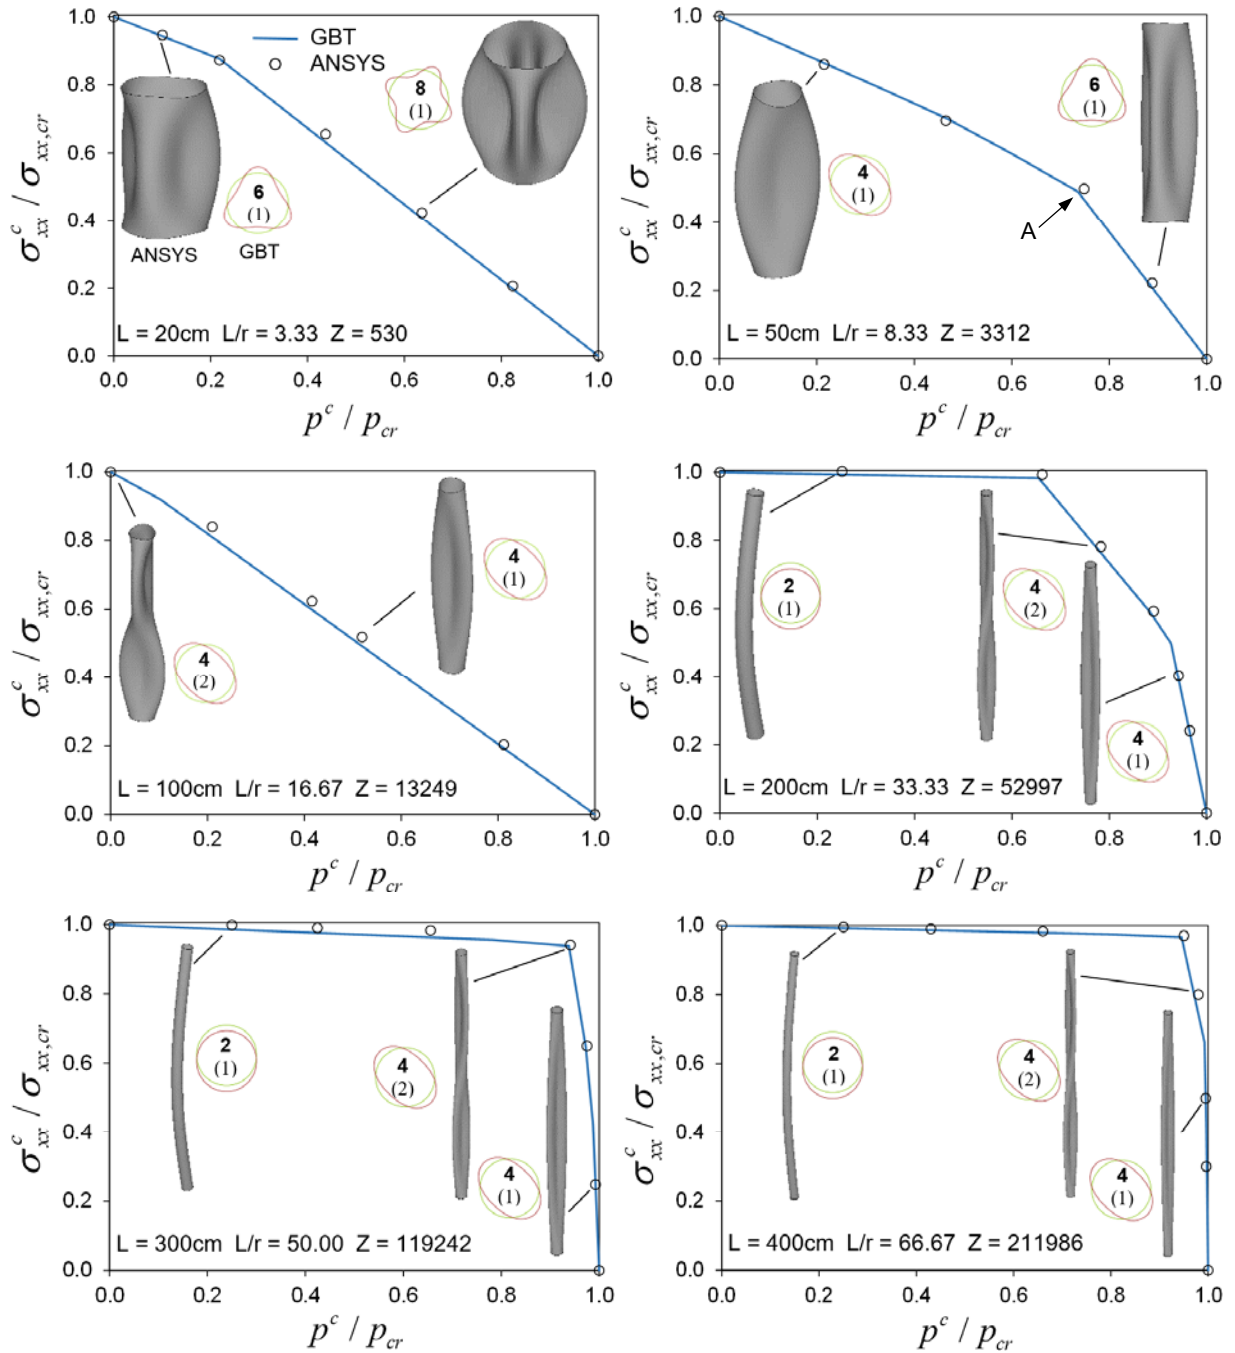 1.0
0.8
0.6
0.4
0.2
0.0
σ^c_xx / σ_xx,cr
GBT
ANSYS
8
(1)
6
(1)
ANSYS GBT
L = 20cm L/r = 3.33 Z = 530
0.0 0.2 0.4 0.6 0.8 1.0
p^c / p_cr
1.0
0.8
0.6
0.4
0.2
0.0
σ^c_xx / σ_xx,cr
6
(1)
4
(1)
A
L = 50cm L/r = 8.33 Z = 3312
0.0 0.2 0.4 0.6 0.8 1.0
p^c / p_cr
1.0
0.8
0.6
0.4
0.2
0.0
σ^c_xx / σ_xx,cr
4
(1)
4
(2)
L = 100cm L/r = 16.67 Z = 13249
0.0 0.2 0.4 0.6 0.8 1.0
p^c / p_cr
1.0
0.8
0.6
0.4
0.2
0.0
σ^c_xx / σ_xx,cr
2
(1)
4
(2)
4
(1)
L = 200cm L/r = 33.33 Z = 52997
0.0 0.2 0.4 0.6 0.8 1.0
p^c / p_cr
1.0
0.8
0.6
0.4
0.2
0.0
σ^c_xx / σ_xx,cr
2
(1)
4
(2)
4
(1)
L = 300cm L/r = 50.00 Z = 119242
0.0 0.2 0.4 0.6 0.8 1.0
p^c / p_cr
1.0
0.8
0.6
0.4
0.2
0.0
σ^c_xx / σ_xx,cr
2
(1)
4
(2)
4
(1)
L = 400cm L/r = 66.67 Z = 211986
0.0 0.2 0.4 0.6 0.8 1.0
p^c / p_cr